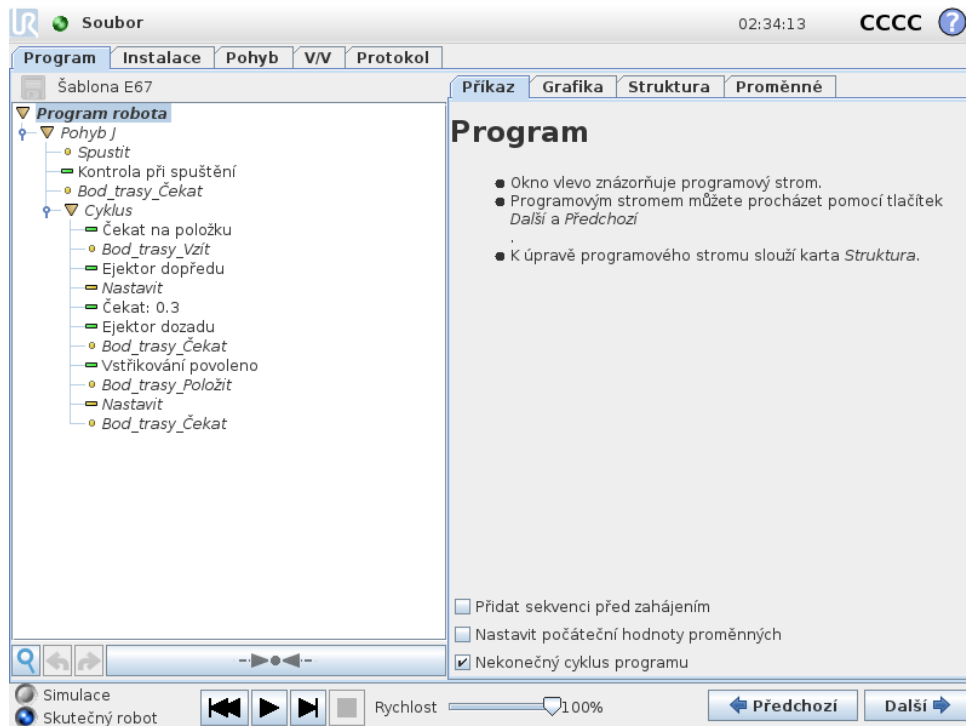 UR Soubor 02:34:13 CCCC ?
Program Instalace Pohyb V/V Protokol
Šablona E67
Příkaz Grafika Struktura Proměnné
Program robota
Pohyb J
Spustit
Kontrola při spuštění
Bod_trasy_Čekat
Cyklus
Čekat na položku
Bod_trasy_Vzít
Ejektor dopředu
Nastavit
Čekat: 0.3
Ejektor dozadu
Bod_trasy_Čekat
Vstřikování povoleno
Bod_trasy_Položit
Nastavit
Bod_trasy_Čekat
Program
Okno vlevo znázorňuje programový strom.
Programovým stromem můžete procházet pomocí tlačítek
Další a Předchozí
.
K úpravě programového stromu slouží karta Struktura.
Přidat sekvenci před zahájením
Nastavit počáteční hodnoty proměnných
Nekonečný cyklus programu
Simulace
Skutečný robot
Rychlost 100%
Předchozí Další